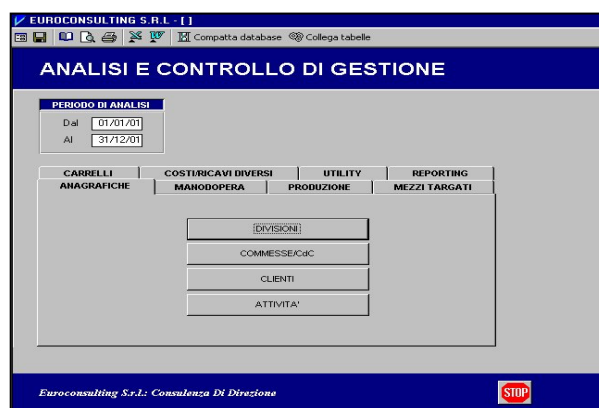 EUROCONSULTING S.R.L - [ ]
Compatta database Collega tabelle
ANALISI E CONTROLLO DI GESTIONE
PERIODO DI ANALISI
Dal 01/01/01
Al 31/12/01
CARRELLI COSTI/RICAVI DIVERSI UTILITY REPORTING
ANAGRAFICHE MANODOPERA PRODUZIONE MEZZI TARGATI
DIVISIONI
COMMESSE/CdC
CLIENTI
ATTIVITA'
Euroconsulting S.r.l.: Consulenza Di Direzione
STOP